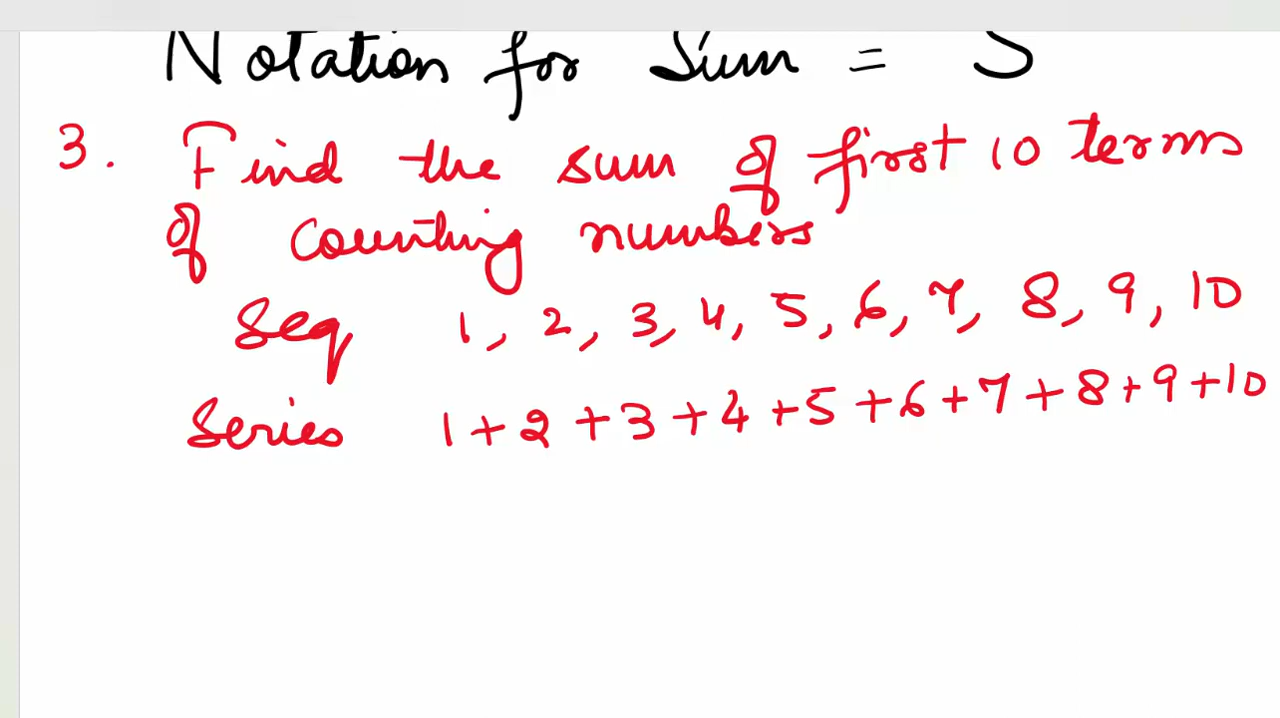 Notation for Sum = S
3. Find the sum of first 10 terms
of counting numbers
Seq 1, 2, 3, 4, 5, 6, 7, 8, 9, 10
Series 1+2+3+4+5+6+7+8+9+10